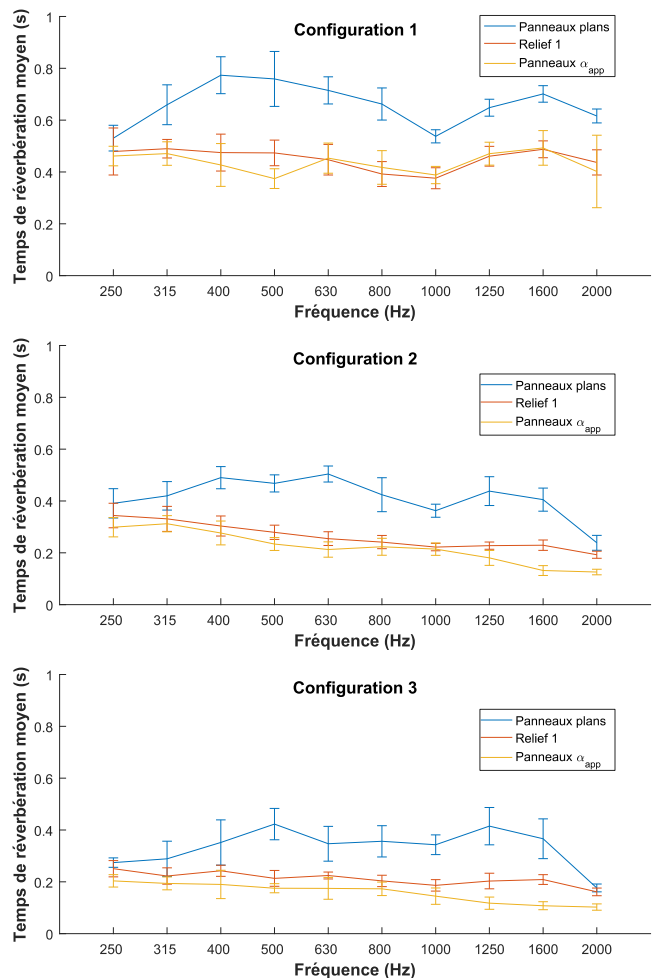 Configuration 1
Panneaux plans
Relief 1
Panneaux αapp
Temps de réverbération moyen (s)
1
0.8
0.6
0.4
0.2
0
250 315 400 500 630 800 1000 1250 1600 2000
Fréquence (Hz)
Configuration 2
Panneaux plans
Relief 1
Panneaux αapp
Temps de réverbération moyen (s)
1
0.8
0.6
0.4
0.2
0
250 315 400 500 630 800 1000 1250 1600 2000
Fréquence (Hz)
Configuration 3
Panneaux plans
Relief 1
Panneaux αapp
Temps de réverbération moyen (s)
1
0.8
0.6
0.4
0.2
0
250 315 400 500 630 800 1000 1250 1600 2000
Fréquence (Hz)